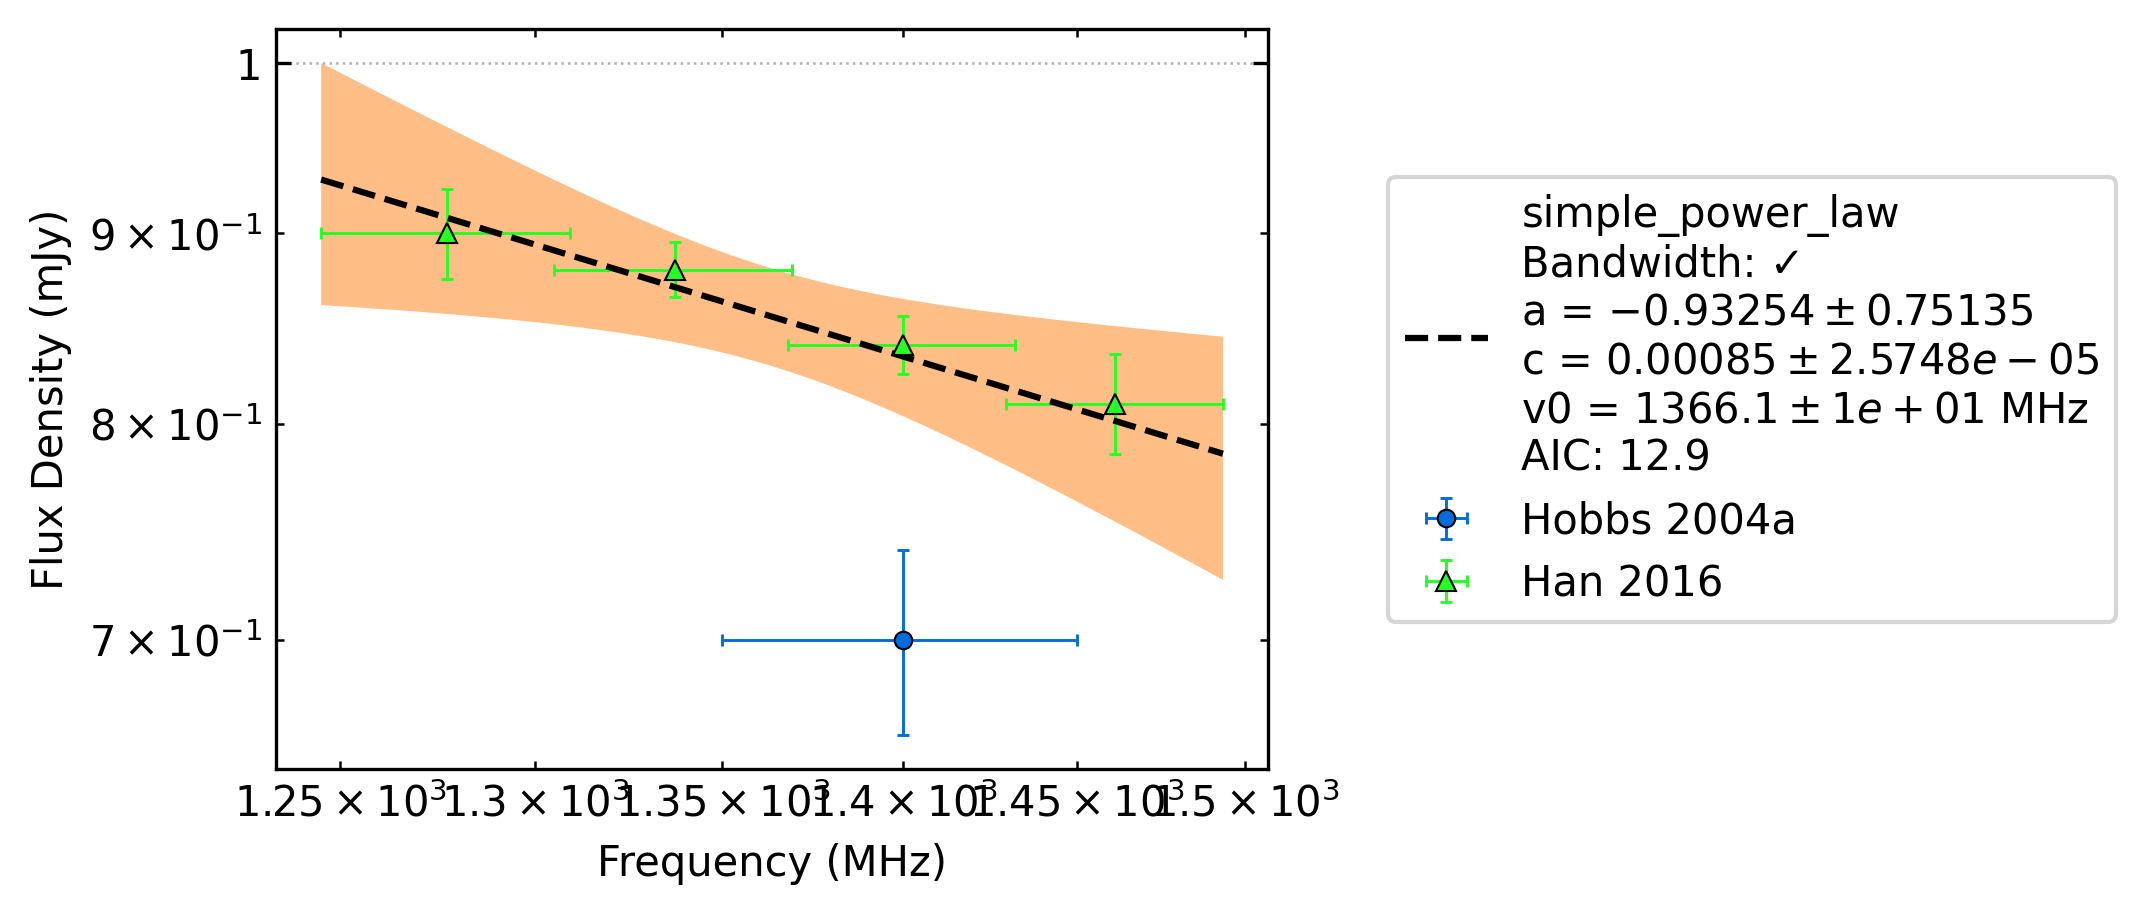 1
9 × 10⁻¹
8 × 10⁻¹
7 × 10⁻¹
Flux Density (mJy)
1.25 × 10³ 1.3 × 10³ 1.35 × 10³ 1.4 × 10³ 1.45 × 10³ 1.5 × 10³
Frequency (MHz)
simple_power_law
Bandwidth: ✓
a = −0.93254 ± 0.75135
c = 0.00085 ± 2.5748e − 05
v0 = 1366.1 ± 1e + 01 MHz
AIC: 12.9
Hobbs 2004a
Han 2016